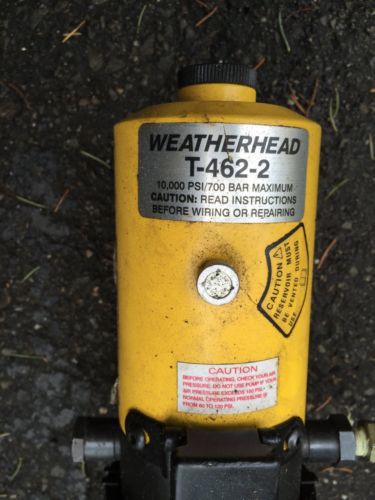 WEATHERHEAD
T-462-2
10,000 PSI/700 BAR MAXIMUM
CAUTION: READ INSTRUCTIONS
BEFORE WIRING OR REPAIRING
CAUTION
RESERVOIR MUST
BE VENTED DURING
USE
CAUTION
BEFORE OPERATING, CHECK YOUR AIR
PRESSURE. DO NOT USE PUMP IF YOUR
AIR PRESSURE EXCEEDS 150 PSI.
NORMAL OPERATING PRESSURE IS
FROM 60 TO 120 PSI.